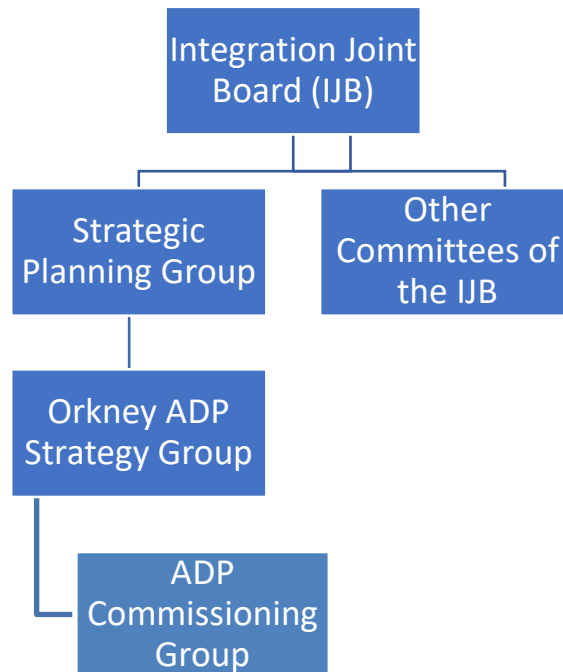 Integration Joint
Board (IJB)
Strategic
Planning Group
Other
Committees of
the IJB
Orkney ADP
Strategy Group
ADP
Commissioning
Group